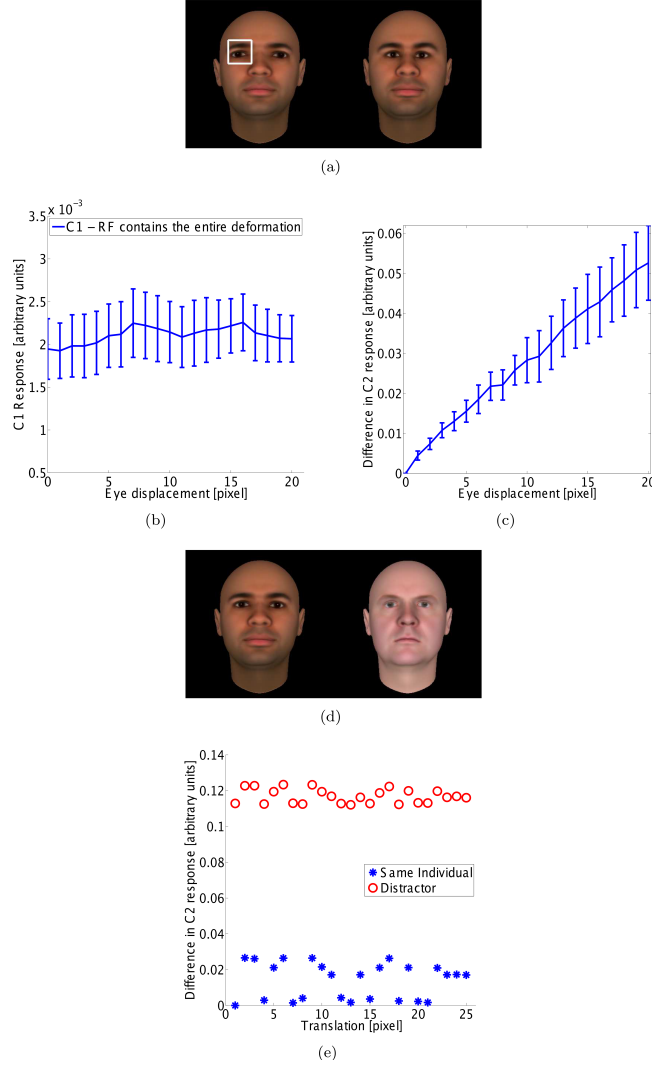 (a)
x 10⁻³
C1 – RF contains the entire deformation
3.5
3
2.5
2
1.5
1
0.5
C1 Response [arbitrary units]
0 5 10 15 20
Eye displacement [pixel]
(b)
0.06
0.05
0.04
0.03
0.02
0.01
0
Difference in C2 response [arbitrary units]
0 5 10 15 20
Eye displacement [pixel]
(c)
(d)
0.14
0.12
0.1
0.08
0.06
0.04
0.02
0
Difference in C2 response [arbitrary units]
Same Individual
Distractor
0 5 10 15 20 25
Translation [pixel]
(e)